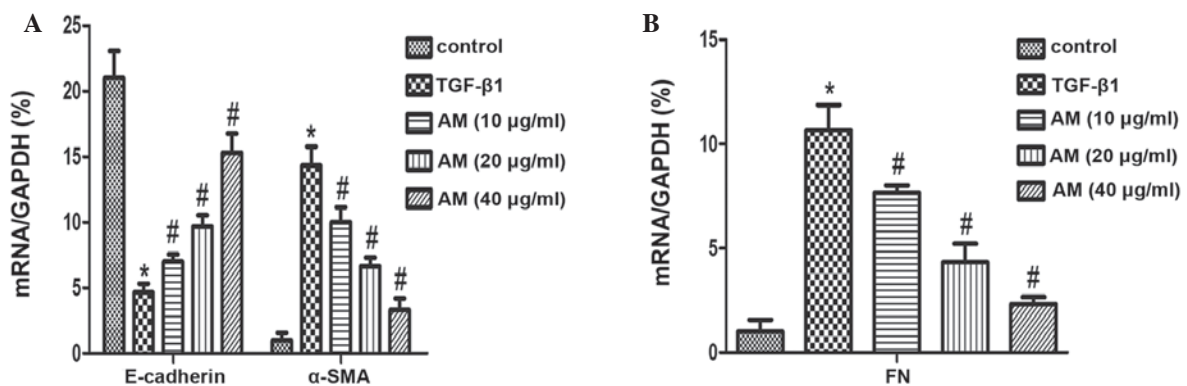 A
mRNA/GAPDH (%)
25
20
15
10
5
0
*
#
#
#
*
#
#
#
E-cadherin
α-SMA
control
TGF-β1
AM (10 µg/ml)
AM (20 µg/ml)
AM (40 µg/ml)
B
mRNA/GAPDH (%)
15
10
5
0
*
#
#
#
FN
control
TGF-β1
AM (10 µg/ml)
AM (20 µg/ml)
AM (40 µg/ml)